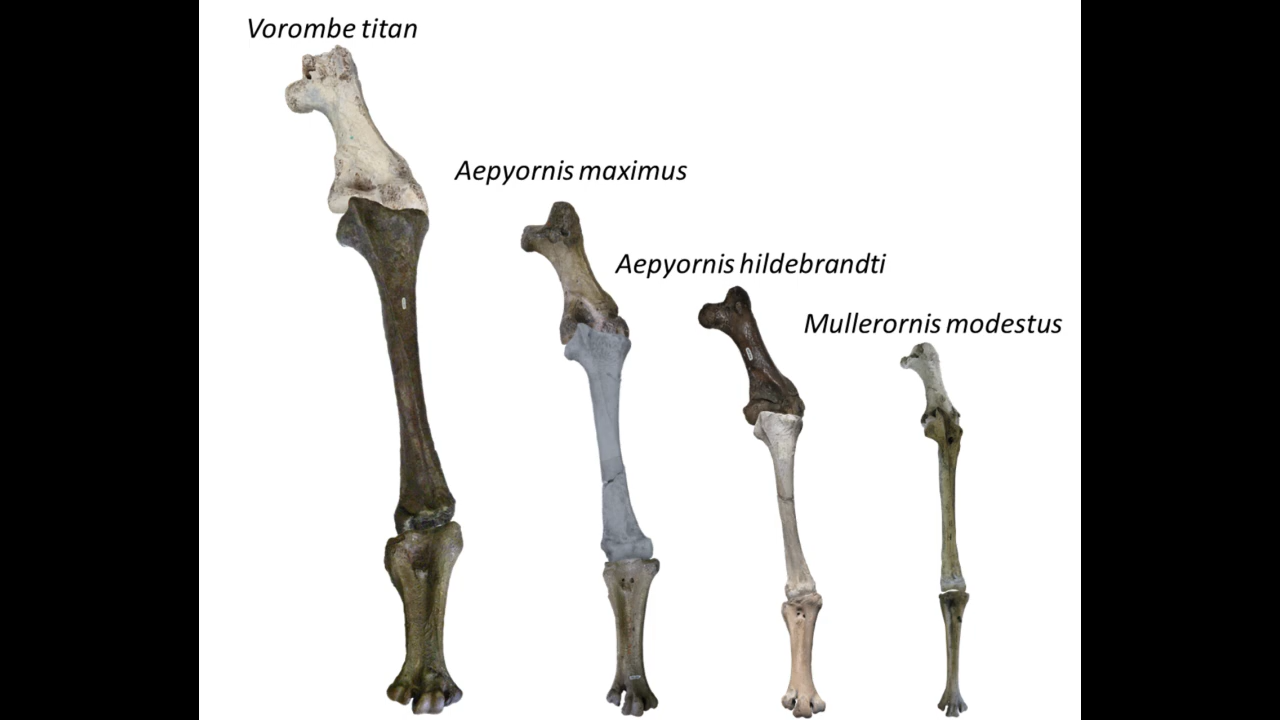 Vorombe titan
Aepyornis maximus
Aepyornis hildebrandti
Mullerornis modestus